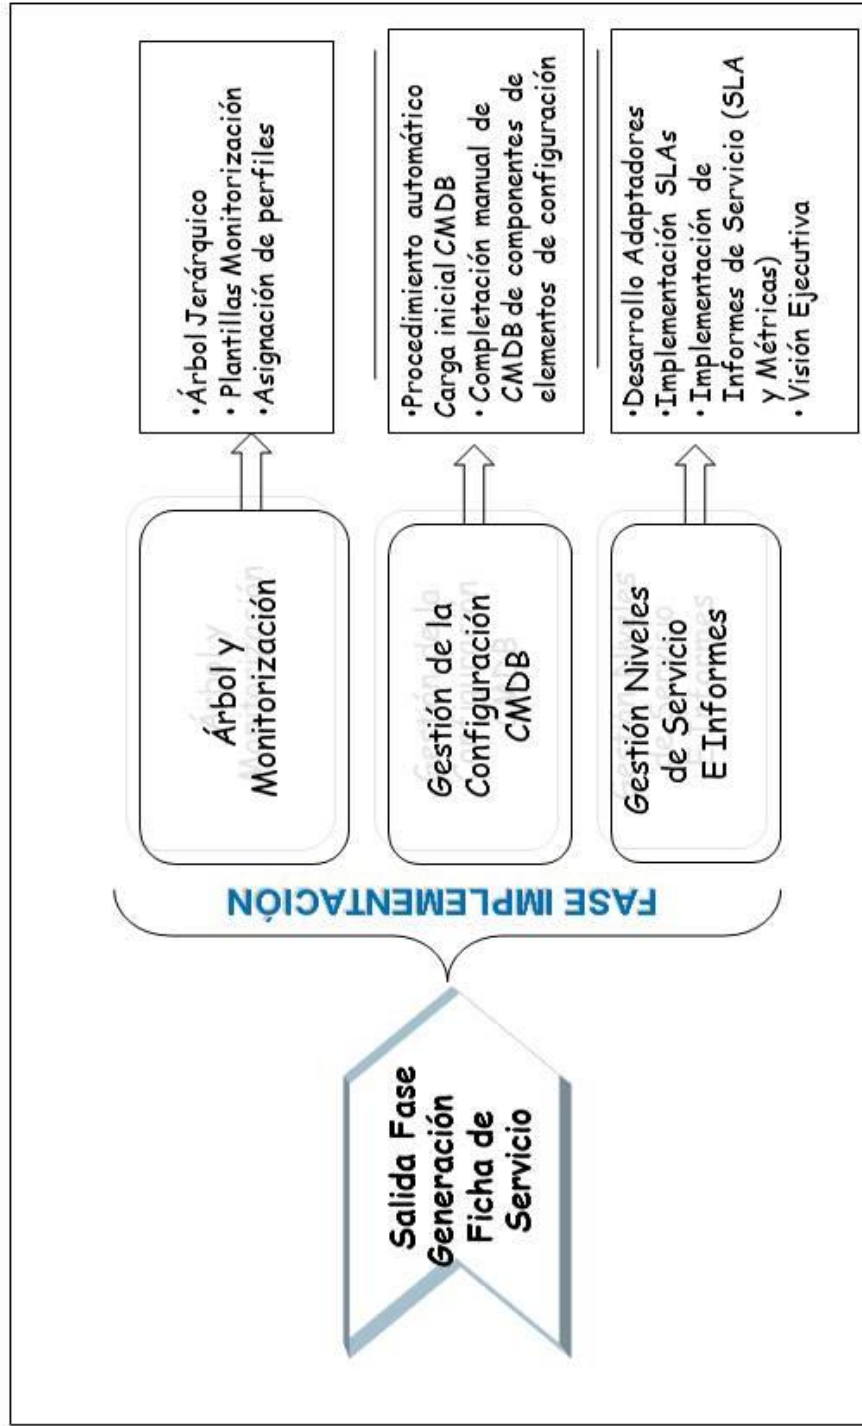 Salida Fase
Generación
Ficha de
Servicio
FASE IMPLEMENTACIÓN
Árbol y
Monitorización
•Árbol Jerárquico
• Plantillas Monitorización
•Asignación de perfiles
Gestión de la
Configuración
CMDB
•Procedimiento automático
Carga inicial CMDB
• Completación manual de
CMDB de componentes de
elementos de configuración
Gestión Niveles
de Servicio
E Informes
•Desarrollo Adaptadores
•Implementación SLAs
• Implementación de
Informes de Servicio (SLA
y Métricas)
• Visión Ejecutiva